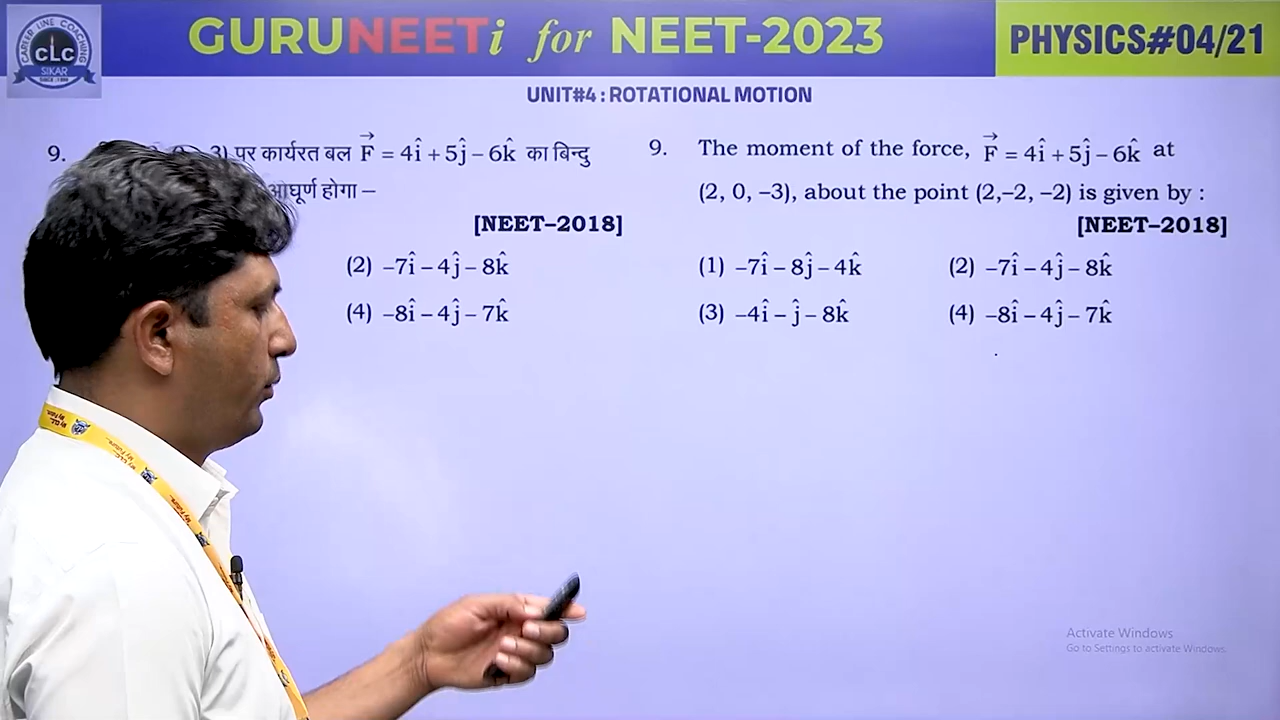 CAREER LINE COACHING
CLC
SIKAR
SINCE : 1996
GURUNEETi for NEET-2023
PHYSICS#04/21
UNIT#4 : ROTATIONAL MOTION
9. 3) पर कार्यरत बल F⃗ = 4î + 5ĵ – 6k̂ का बिन्दु
आघूर्ण होगा –
[NEET–2018]
(2) –7î – 4ĵ – 8k̂
(4) –8î – 4ĵ – 7k̂
9. The moment of the force, F⃗ = 4î + 5ĵ – 6k̂ at
(2, 0, –3), about the point (2,–2, –2) is given by :
[NEET–2018]
(1) –7î – 8ĵ – 4k̂ (2) –7î – 4ĵ – 8k̂
(3) –4î – ĵ – 8k̂ (4) –8î – 4ĵ – 7k̂
Activate Windows
Go to Settings to activate Windows.